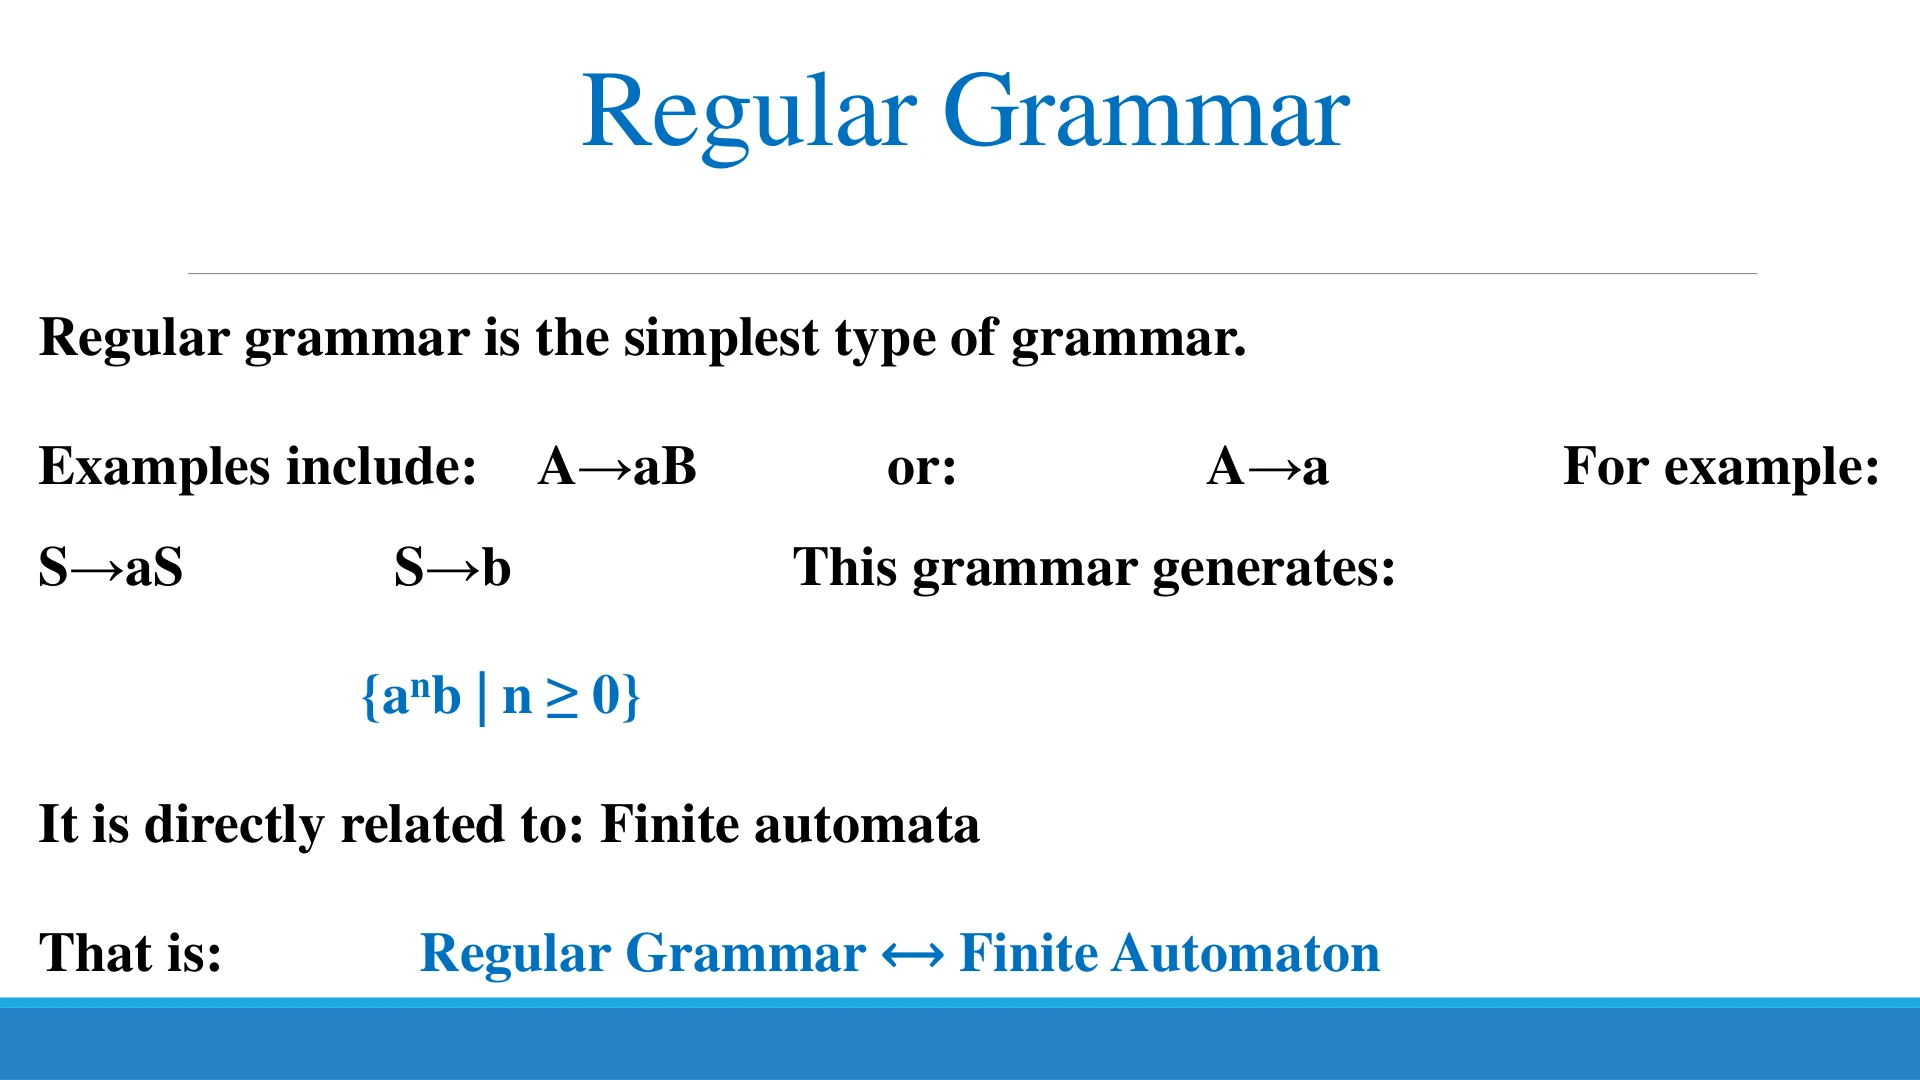 Regular Grammar
Regular grammar is the simplest type of grammar.
Examples include: A→aB or: A→a For example:
S→aS S→b This grammar generates:
{aⁿb | n ≥ 0}
It is directly related to: Finite automata
That is: Regular Grammar ↔ Finite Automaton